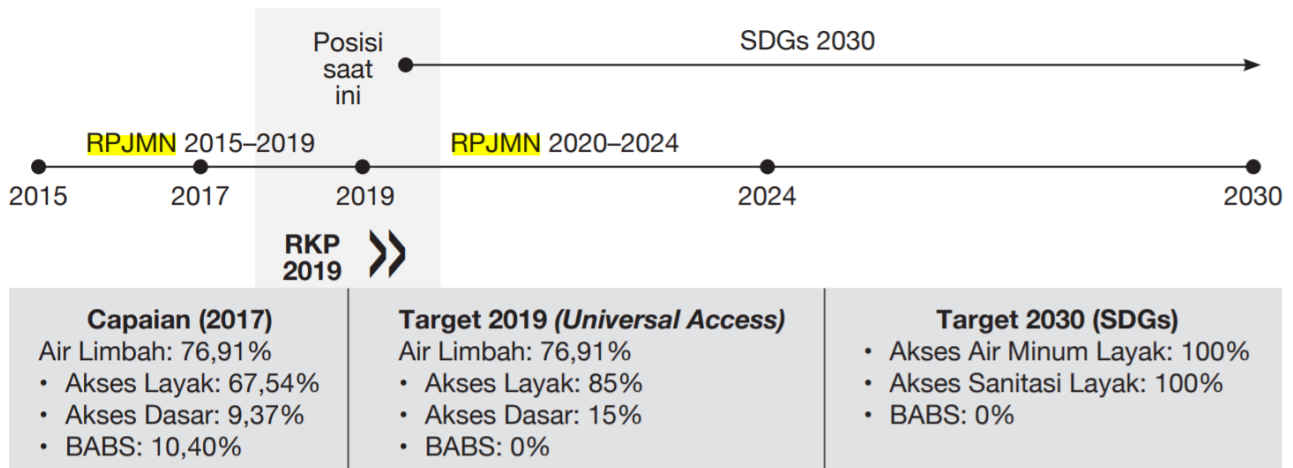 Posisi
saat
ini
SDGs 2030
RPJMN 2015–2019
RPJMN 2020–2024
2015
2017
2019
2024
2030
RKP
2019
Capaian (2017)
Air Limbah: 76,91%
• Akses Layak: 67,54%
• Akses Dasar: 9,37%
• BABS: 10,40%
Target 2019 (Universal Access)
Air Limbah: 76,91%
• Akses Layak: 85%
• Akses Dasar: 15%
• BABS: 0%
Target 2030 (SDGs)
• Akses Air Minum Layak: 100%
• Akses Sanitasi Layak: 100%
• BABS: 0%